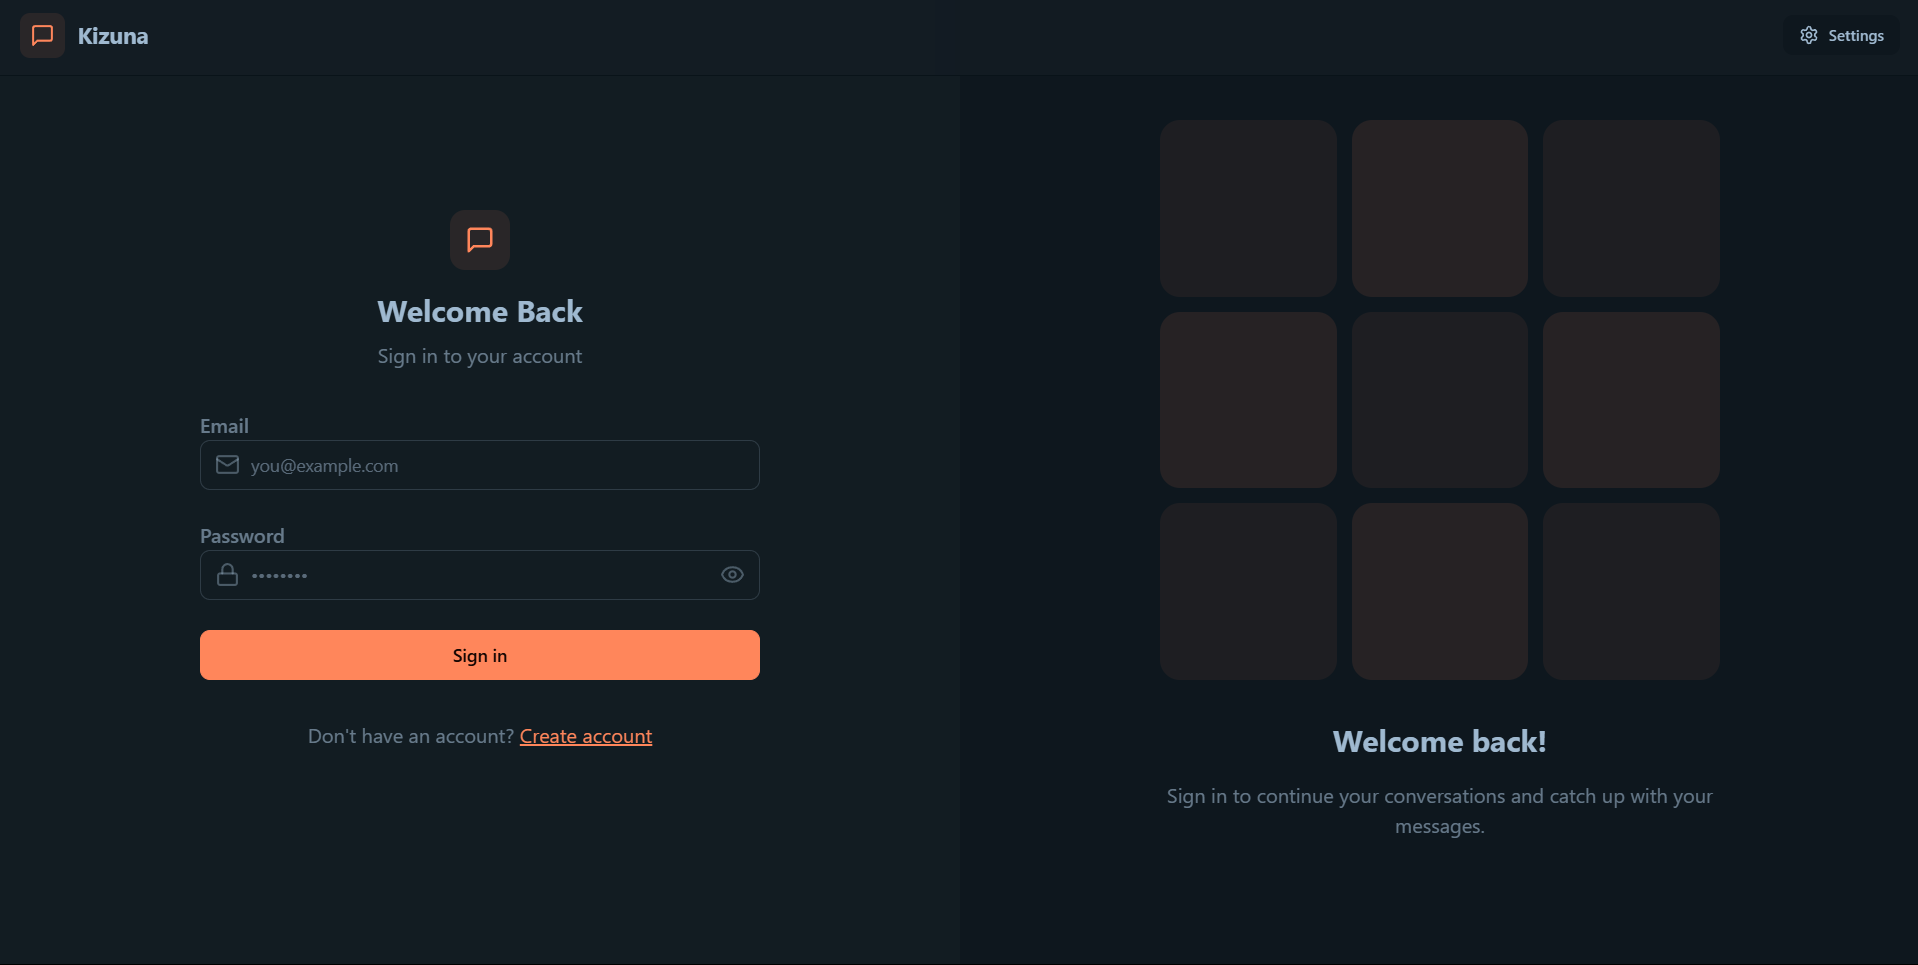 Kizuna
Settings
Welcome Back
Sign in to your account
Email
you@example.com
Password
••••••••
Sign in
Don't have an account? Create account
Welcome back!
Sign in to continue your conversations and catch up with your
messages.